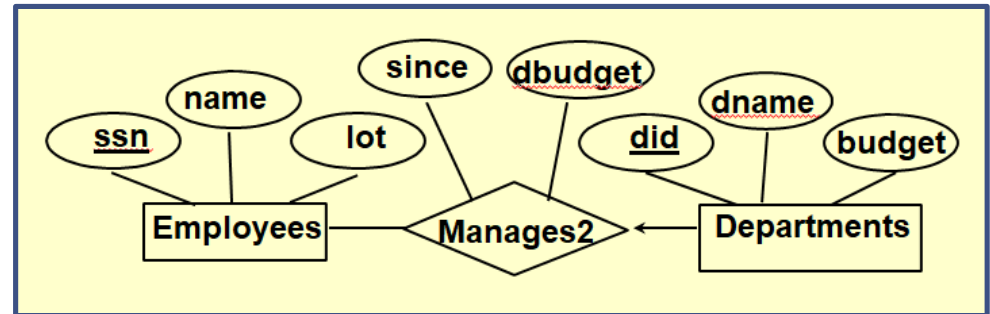 since
dbudget
name
dname
ssn
lot
did
budget
Employees
Manages2
Departments